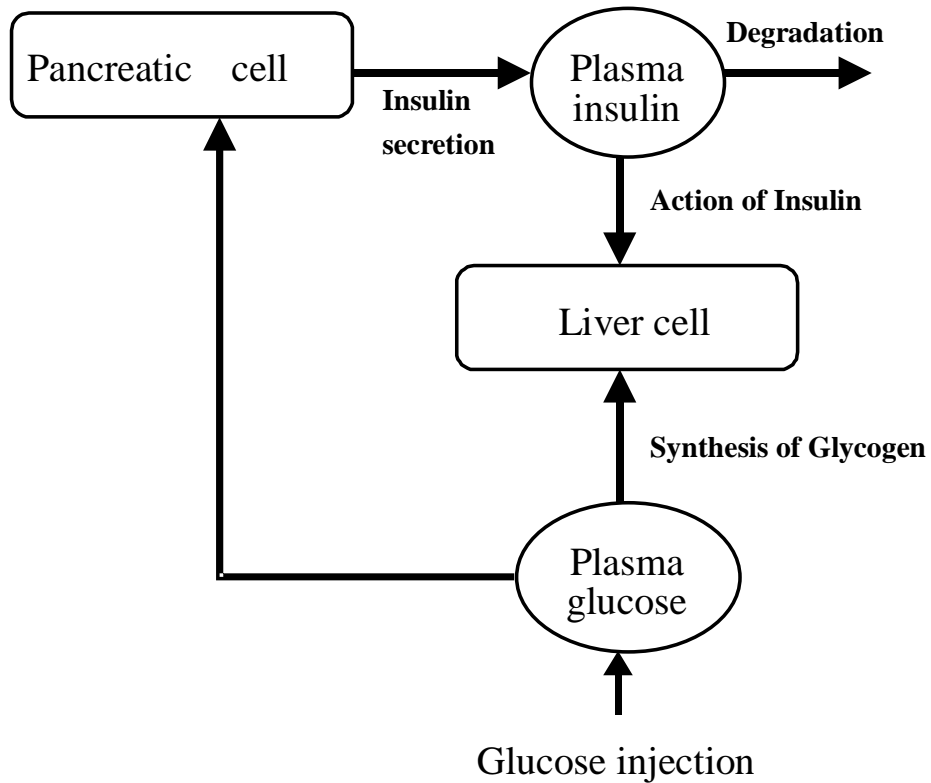 Pancreatic cell
Insulin
secretion
Plasma
insulin
Degradation
Action of Insulin
Liver cell
Synthesis of Glycogen
Plasma
glucose
Glucose injection